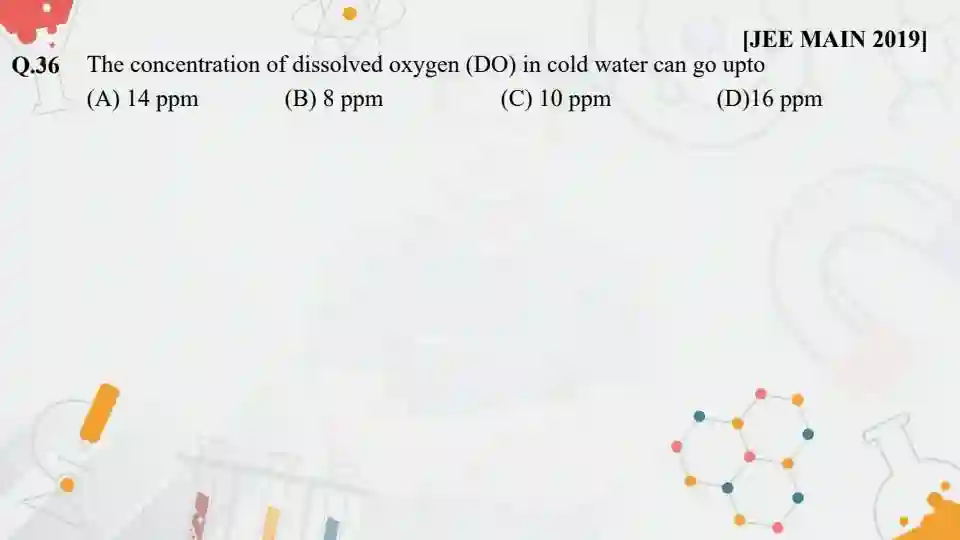 [JEE MAIN 2019]
Q.36 The concentration of dissolved oxygen (DO) in cold water can go upto
(A) 14 ppm (B) 8 ppm (C) 10 ppm (D)16 ppm